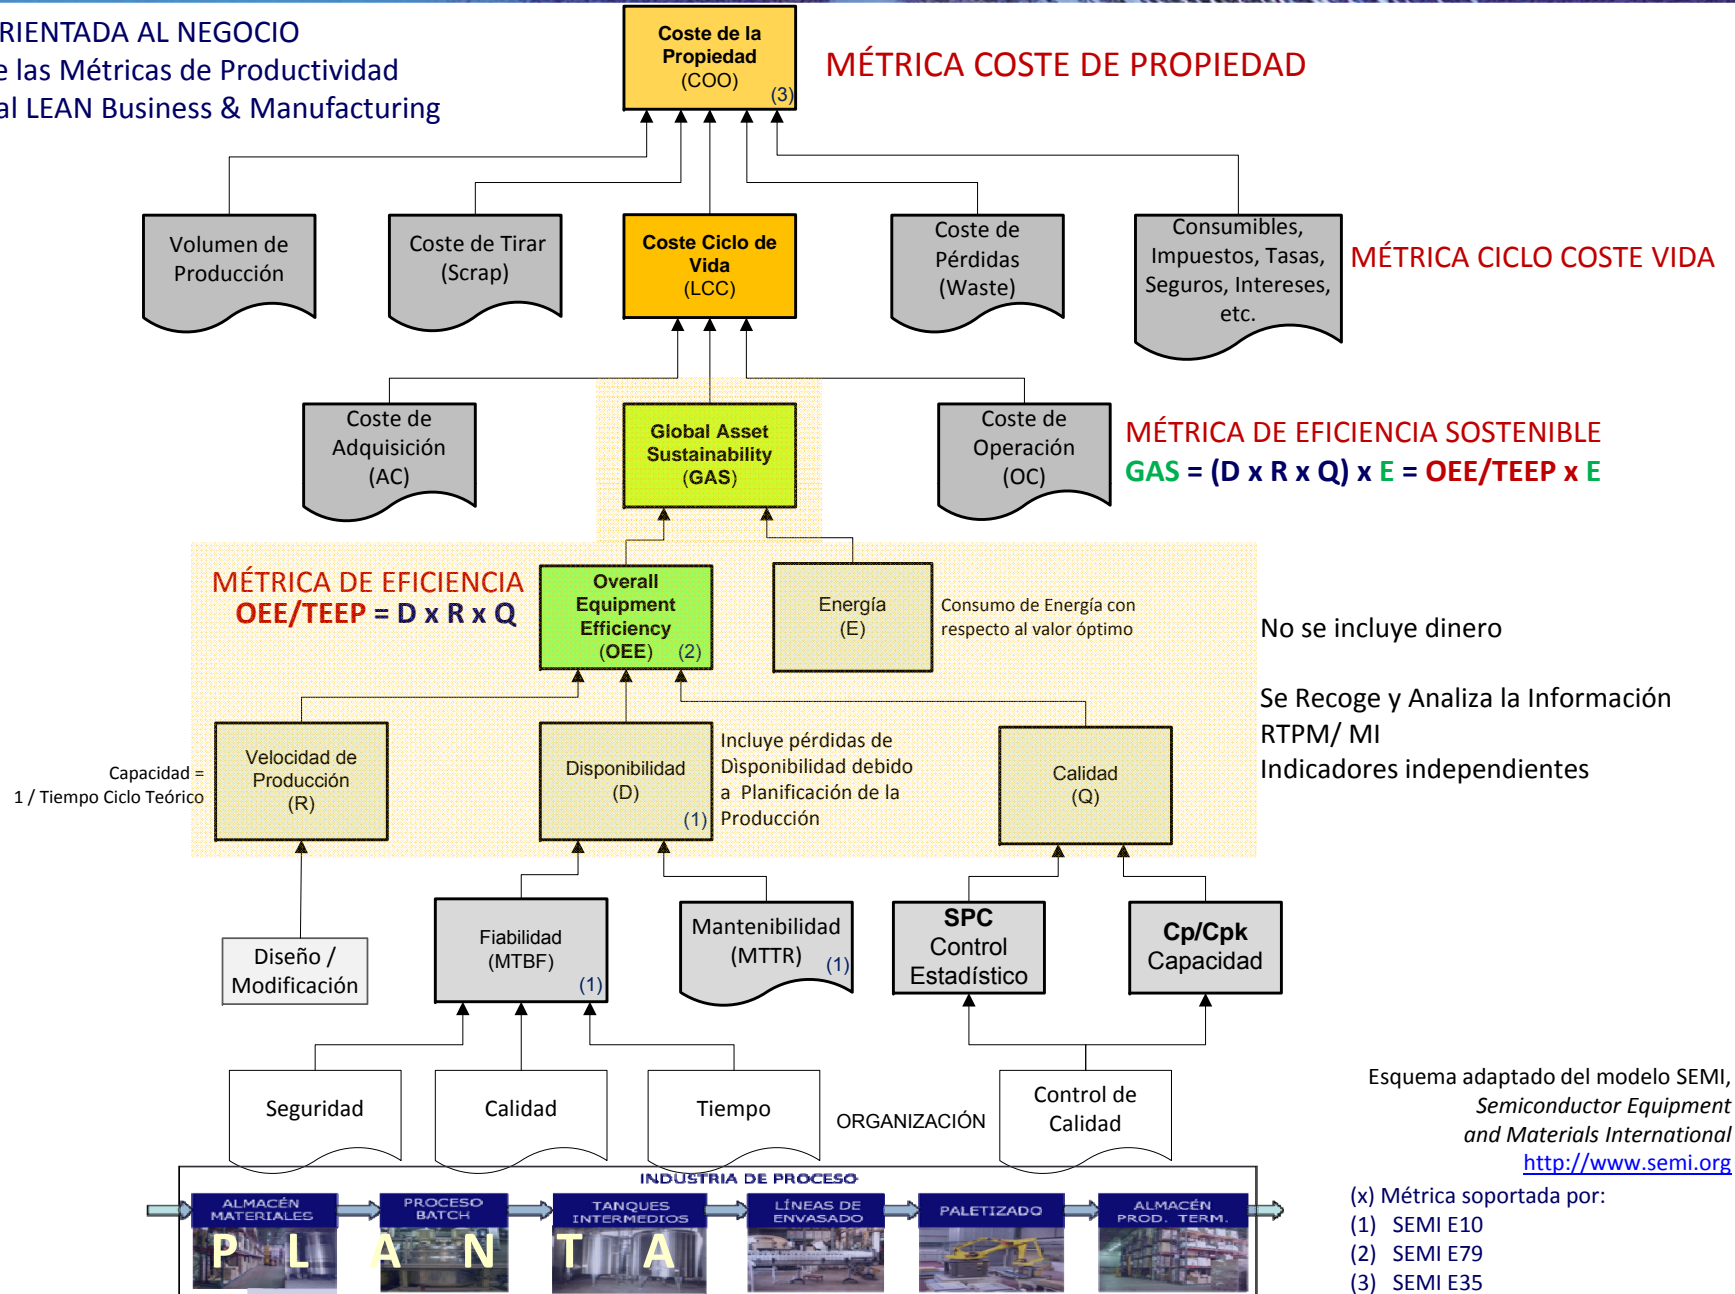 RIENTADA AL NEGOCIO
e las Métricas de Productividad
al LEAN Business & Manufacturing
Coste de la
Propiedad
(COO)
(3)
MÉTRICA COSTE DE PROPIEDAD
Volumen de
Producción
Coste de Tirar
(Scrap)
Coste Ciclo de
Vida
(LCC)
Coste de
Pérdidas
(Waste)
Consumibles,
Impuestos, Tasas,
Seguros, Intereses,
etc.
MÉTRICA CICLO COSTE VIDA
Coste de
Adquisición
(AC)
Global Asset
Sustainability
(GAS)
Coste de
Operación
(OC)
MÉTRICA DE EFICIENCIA SOSTENIBLE
GAS = (D x R x Q) x E = OEE/TEEP x E
MÉTRICA DE EFICIENCIA
OEE/TEEP = D x R x Q
Overall
Equipment
Efficiency
(OEE)
(2)
Energía
(E)
Consumo de Energía con
respecto al valor óptimo
No se incluye dinero
Se Recoge y Analiza la Información
RTPM/ MI
Indicadores independientes
Capacidad =
1 / Tiempo Ciclo Teórico
Velocidad de
Producción
(R)
Disponibilidad
(D)
(1)
Incluye pérdidas de
Disponibilidad debido
a Planificación de la
Producción
Calidad
(Q)
Diseño /
Modificación
Fiabilidad
(MTBF)
(1)
Mantenibilidad
(MTTR)
(1)
SPC
Control
Estadístico
Cp/Cpk
Capacidad
Seguridad
Calidad
Tiempo
ORGANIZACIÓN
Control de
Calidad
Esquema adaptado del modelo SEMI,
Semiconductor Equipment
and Materials International
http://www.semi.org
(x) Métrica soportada por:
(1) SEMI E10
(2) SEMI E79
(3) SEMI E35
INDUSTRIA DE PROCESO
ALMACÉN
MATERIALES
PROCESO
BATCH
TANQUES
INTERMEDIOS
LÍNEAS DE
ENVASADO
PALETIZADO
ALMACÉN
PROD. TERM.
P L A N T A